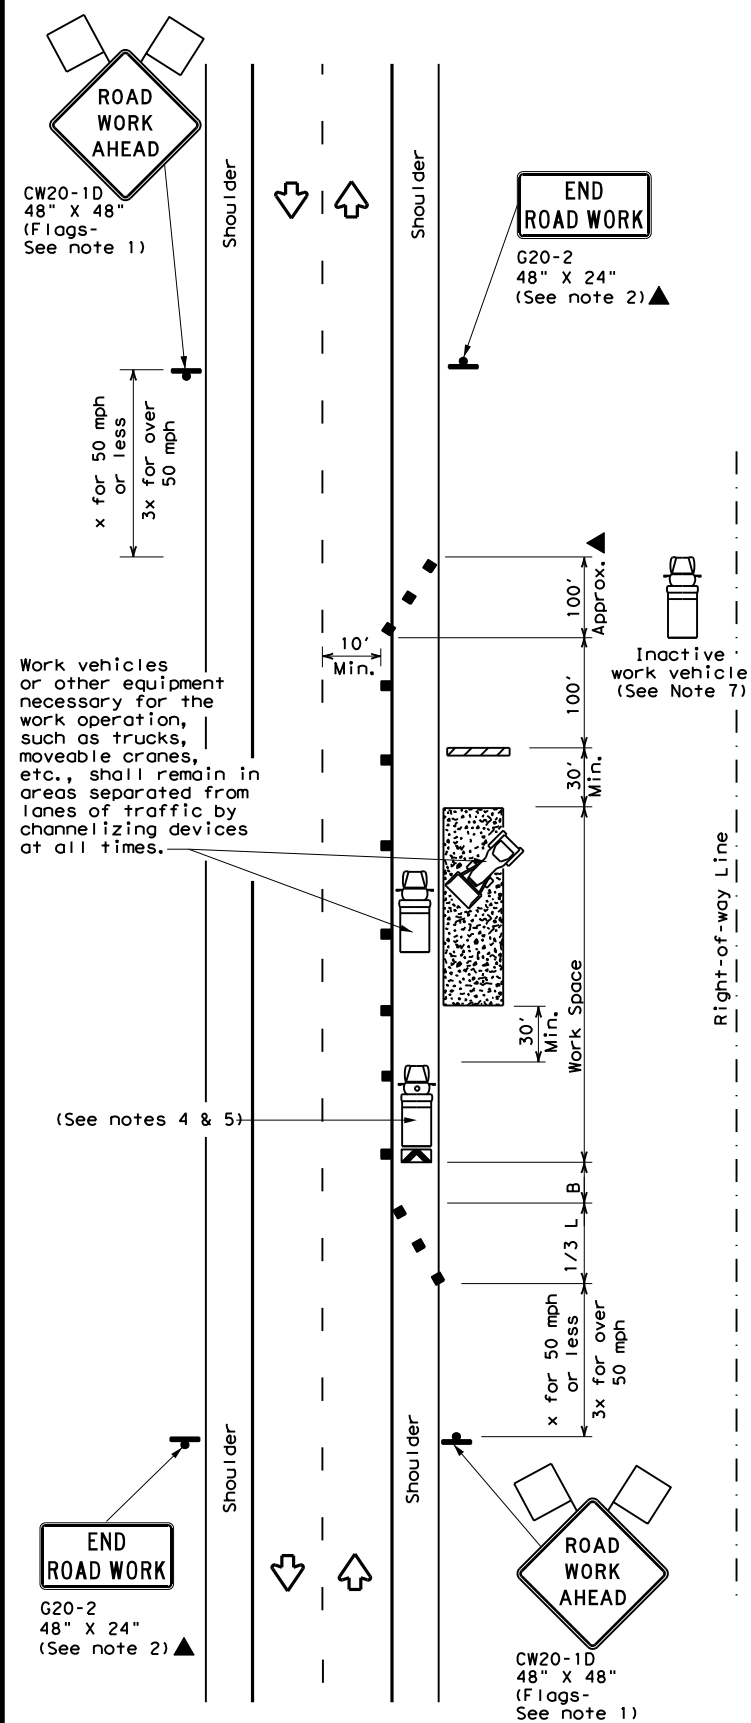 ROAD
WORK
AHEAD
CW20-1D
48" X 48"
(Flags-
See note 1)
Shoulder
Shoulder
END
ROAD WORK
G20-2
48" X 24"
(See note 2)▲
x for 50 mph
or less
3x for over
50 mph
100'
Approx.
▲
Inactive
work vehicle
(See Note 7)
10'
Min.
100'
Work vehicles
or other equipment
necessary for the
work operation,
such as trucks,
moveable cranes,
etc., shall remain in
areas separated from
lanes of traffic by
channelizing devices
at all times.
30'
Min.
Right-of-way Line
Work Space
30'
Min.
(See notes 4 & 5)
B
1/3 L
x for 50 mph
or less
3x for over
50 mph
Shoulder
Shoulder
END
ROAD WORK
G20-2
48" X 24"
(See note 2)▲
ROAD
WORK
AHEAD
CW20-1D
48" X 48"
(Flags-
See note 1)